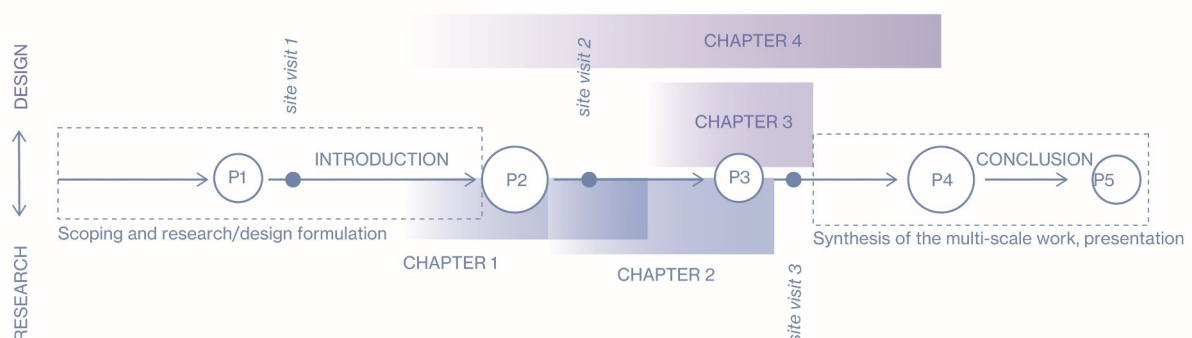 DESIGN
RESEARCH
site visit 1
site visit 2
CHAPTER 4
CHAPTER 3
INTRODUCTION
CONCLUSION
P1
P2
P3
P4
P5
Scoping and research/design formulation
Synthesis of the multi-scale work, presentation
CHAPTER 1
CHAPTER 2
site visit 3